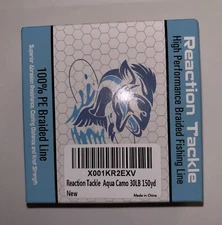 Reaction Tackle
High Performance Braided Fishing Line
100% PE Braided Line
X001KR2EXV
Reaction Tackle Aqua Camo 30LB 150yd
New
Made in China